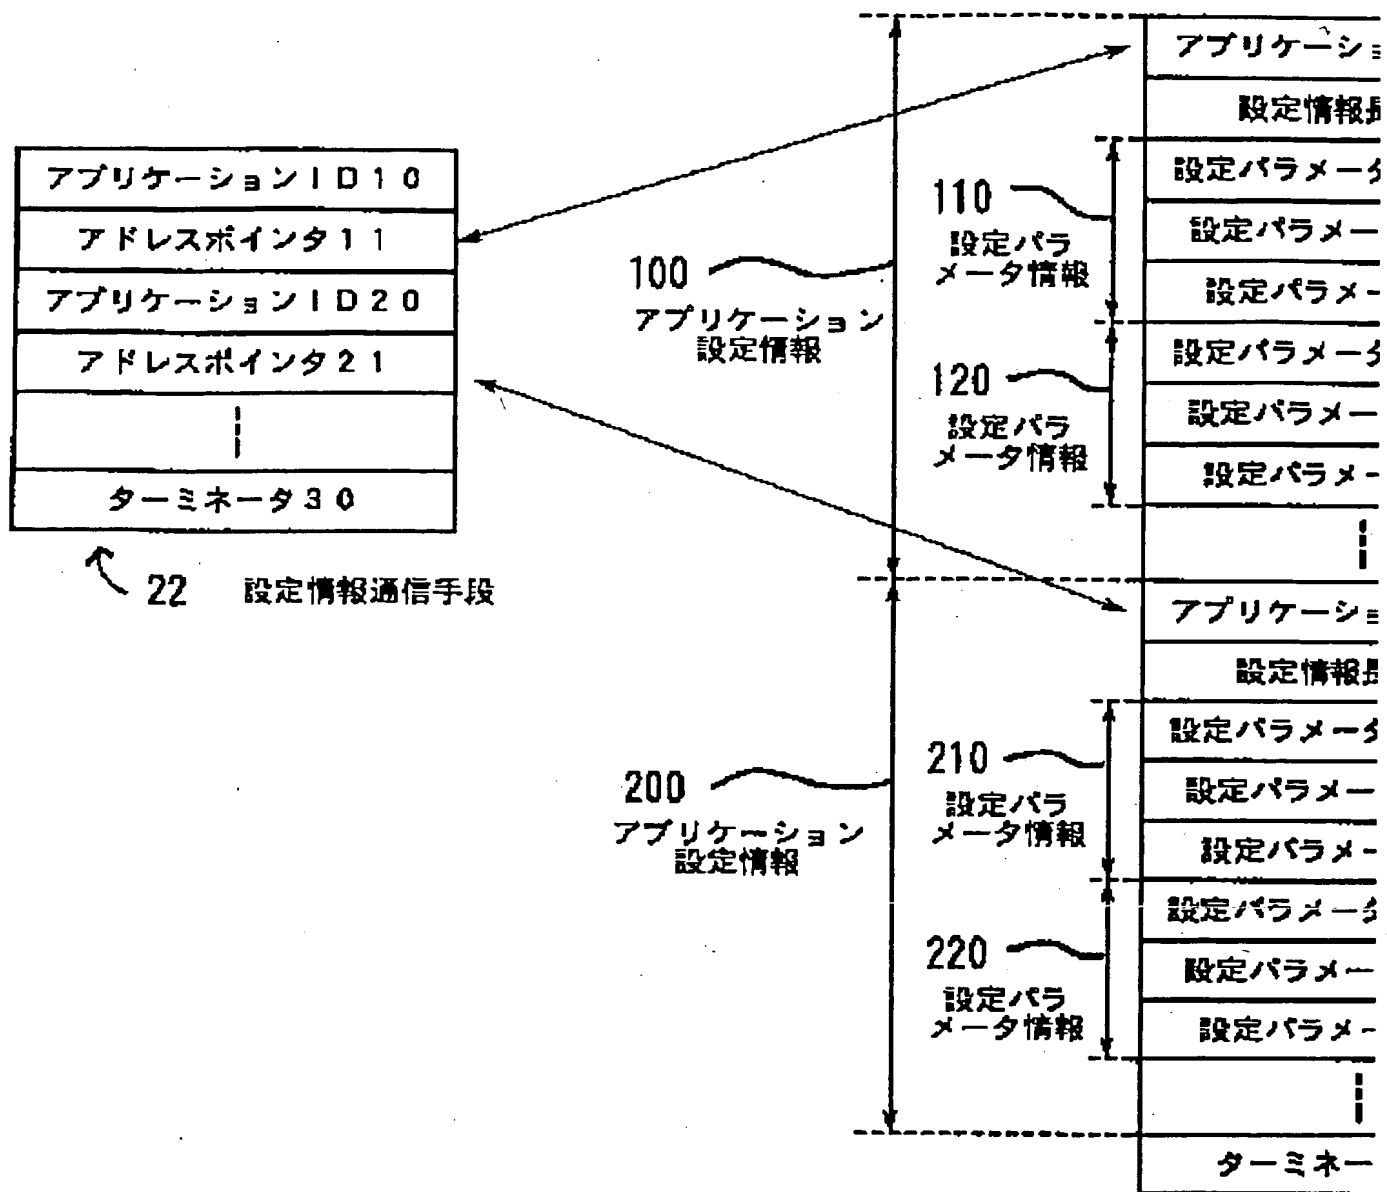 アプリケーションID10
アドレスポインタ11
アプリケーションID20
アドレスポインタ21
ターミネータ30
22 設定情報通信手段
100
アプリケーション
設定情報
200
アプリケーション
設定情報
110
設定パラ
メータ情報
120
設定パラ
メータ情報
210
設定パラ
メータ情報
220
設定パラ
メータ情報
アプリケーショ
設定情報長
設定パラメータ
設定パラメー
設定パラメー
設定パラメータ
設定パラメー
設定パラメー
アプリケーショ
設定情報長
設定パラメータ
設定パラメー
設定パラメー
設定パラメータ
設定パラメー
設定パラメー
ターミネー